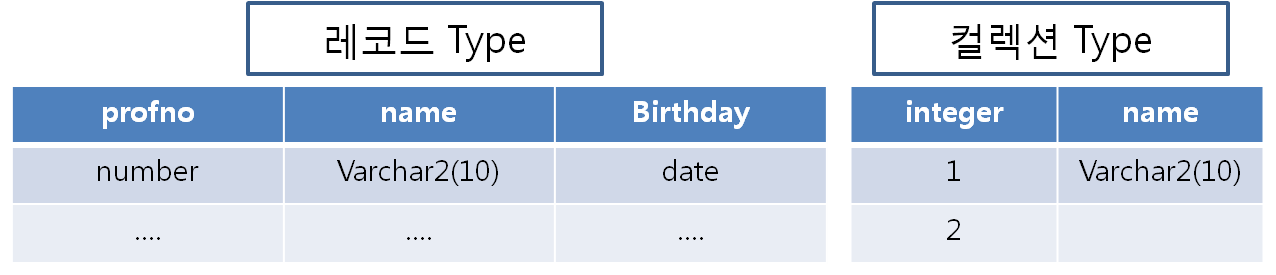 레코드 Type
컬렉션 Type
profno name Birthday
number Varchar2(10) date
.... .... ....
integer name
1 Varchar2(10)
2